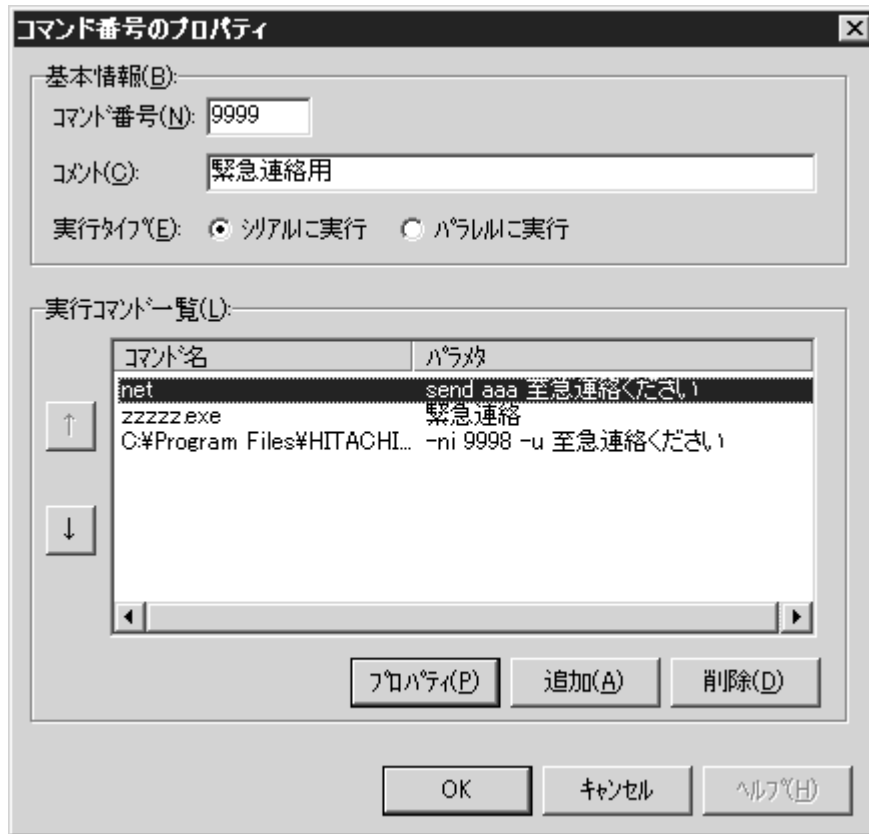 コマンド番号のプロパティ
基本情報(B):
コマンド番号(N): 9999
コメント(C): 緊急連絡用
実行タイプ(E): シリアルに実行 パラレルに実行
実行コマンド一覧(L):
コマンド名 パラメタ
net send aaa 至急連絡ください
zzzzz.exe 緊急連絡
C:¥Program Files¥HITACHI... -ni 9998 -u 至急連絡ください
↑
↓
プロパティ(P) 追加(A) 削除(D)
OK キャンセル ヘルプ(H)